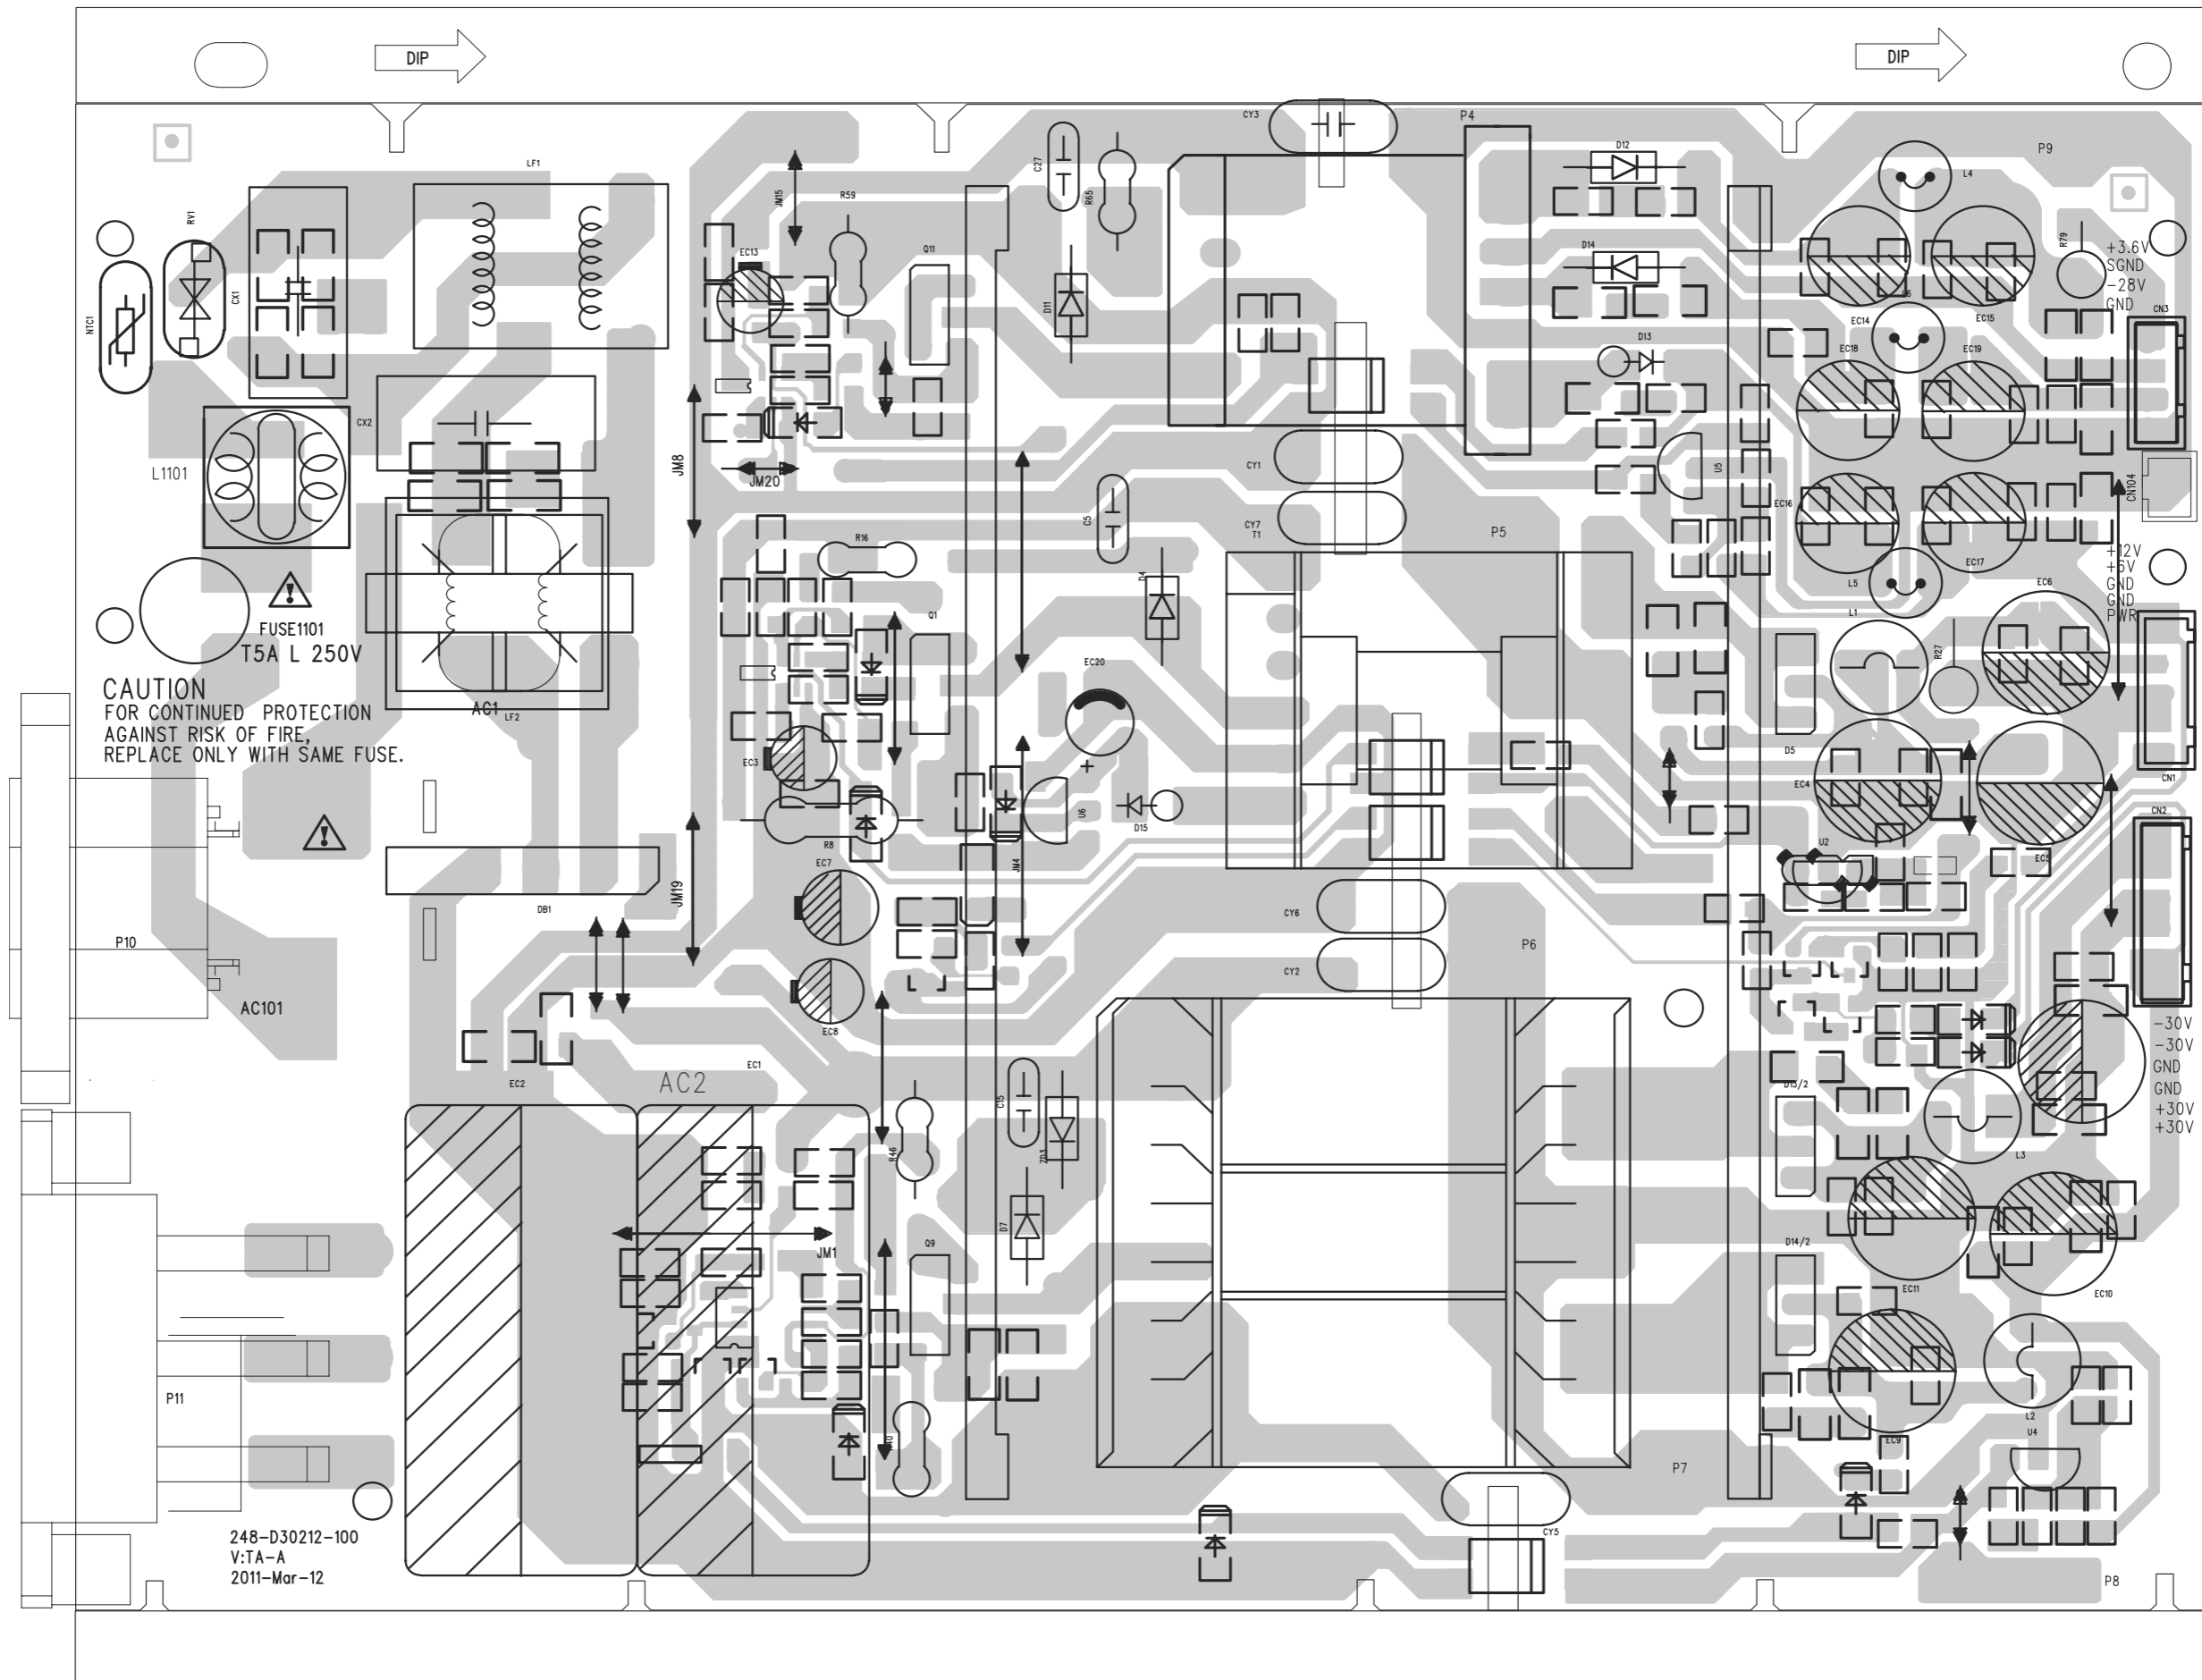 DIP
DIP
CY3
P4
C27
R65
D12
P9
L4
LF1
JM15
R59
RV1
EC13
Q11
D14
R79
+3.6V
SGND
-28V
GND
CX1
NTC1
D11
L6
EC14
EC15
CN3
D13
EC18
EC19
CX2
L1101
JM8
JM20
CY1
U5
CN104
EC16
C5
CY7
T1
P5
R16
EC17
+12V
+6V
GND
GND
PWR
D4
L5
EC6
L1
FUSE1101
T5A L 250V
Q1
R27
EC20
CAUTION
FOR CONTINUED PROTECTION
AGAINST RISK OF FIRE,
REPLACE ONLY WITH SAME FUSE.
AC1
LF2
EC3
+
D5
EC4
CN1
U6
D15
CN2
R8
U2
EC7
JM4
EC5
JM19
DB1
CY6
P10
P6
CY2
AC101
EC8
-30V
-30V
GND
GND
+30V
+30V
EC1
EC2
AC2
D13/2
C15
R46
ZD3
L3
D7
JM1
Q9
D14/2
EC11
EC10
P11
L2
U4
EC9
R40
P7
CY5
248-D30212-100
V:TA-A
2011-Mar-12
P8